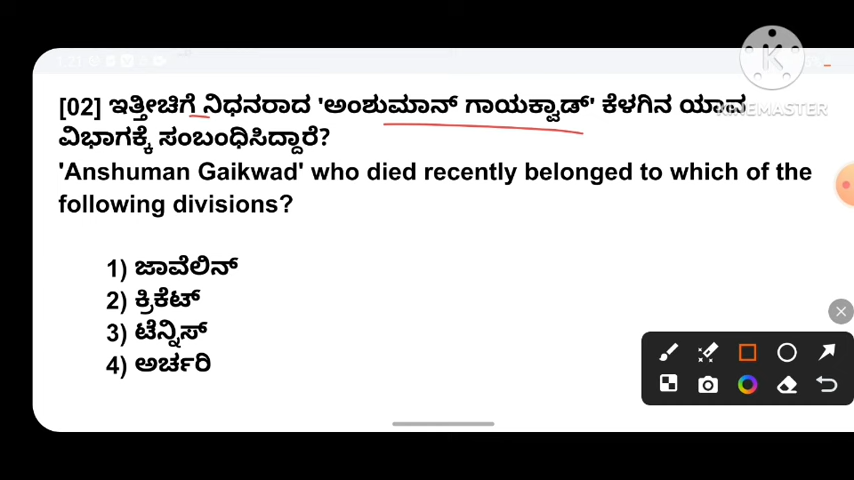 [02] ಇತ್ತೀಚಿಗೆ ನಿಧನರಾದ 'ಅಂಶುಮಾನ್ ಗಾಯಕ್ವಾಡ್' ಕೆಳಗಿನ ಯಾವ
KINEMASTER
ವಿಭಾಗಕ್ಕೆ ಸಂಬಂಧಿಸಿದ್ದಾರೆ?
'Anshuman Gaikwad' who died recently belonged to which of the
following divisions?
1) ಜಾವೆಲಿನ್
2) ಕ್ರಿಕೆಟ್
3) ಟೆನ್ನಿಸ್
4) ಅರ್ಚರಿ